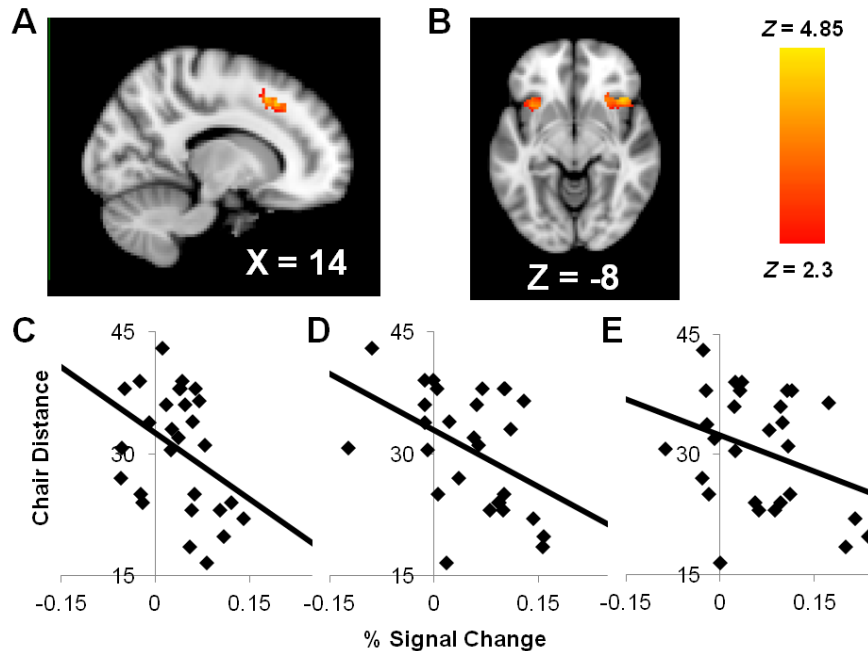 A
B
Z = 4.85
X = 14
Z = -8
Z = 2.3
C
D
E
45
45
45
Chair Distance
30
30
30
15
15
15
-0.15
0
0.15
-0.15
0
0.15
-0.15
0
0.15
% Signal Change